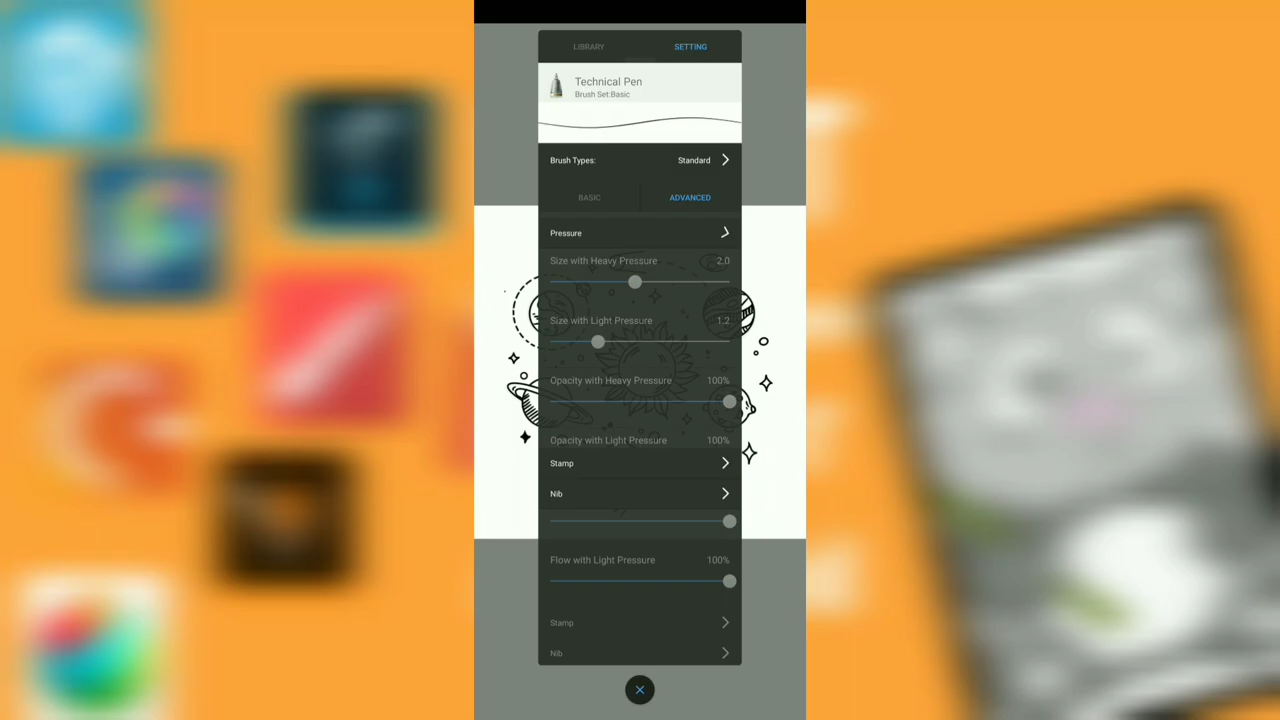 LIBRARY SETTING
Technical Pen
Brush Set:Basic
Brush Types: Standard
BASIC ADVANCED
Pressure
Size with Heavy Pressure 2.0
Size with Light Pressure 1.2
Opacity with Heavy Pressure 100%
Opacity with Light Pressure 100%
Stamp
Nib
Flow with Light Pressure 100%
Stamp
Nib